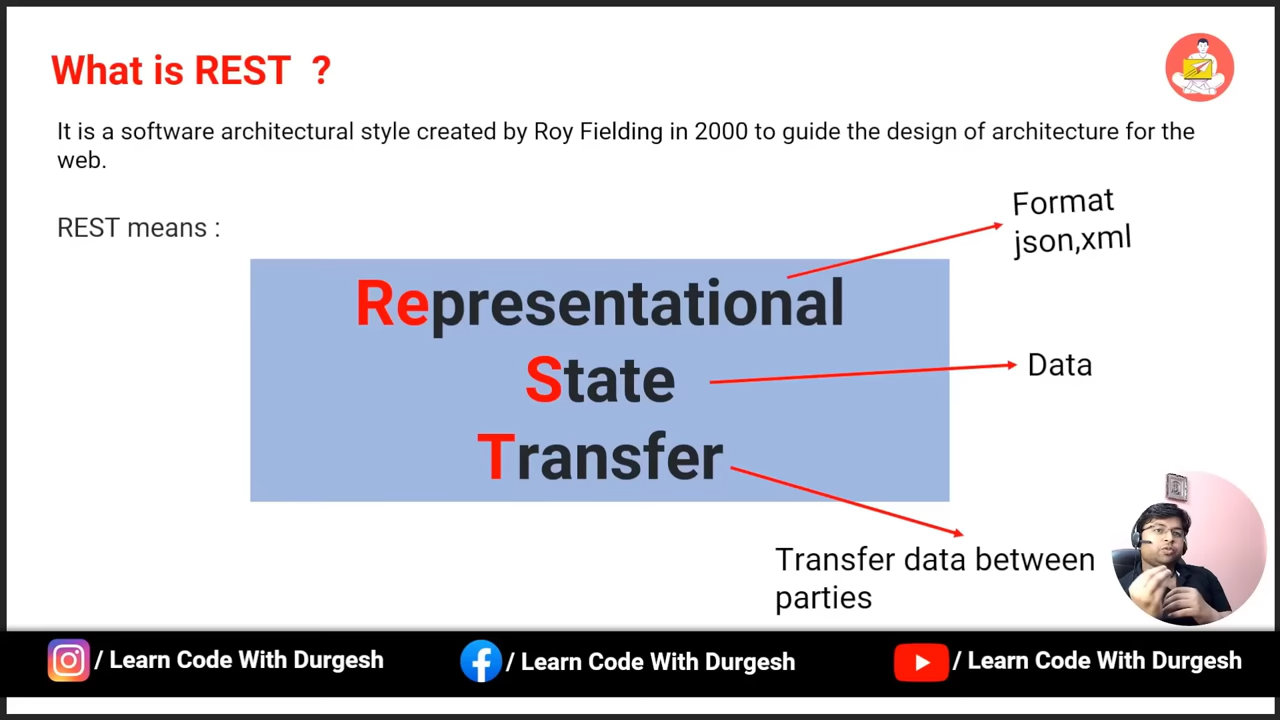 What is REST ?
It is a software architectural style created by Roy Fielding in 2000 to guide the design of architecture for the
web.
REST means :
Format
json,xml
Representational
State
Data
Transfer
Transfer data between
parties
/ Learn Code With Durgesh
/ Learn Code With Durgesh
/ Learn Code With Durgesh